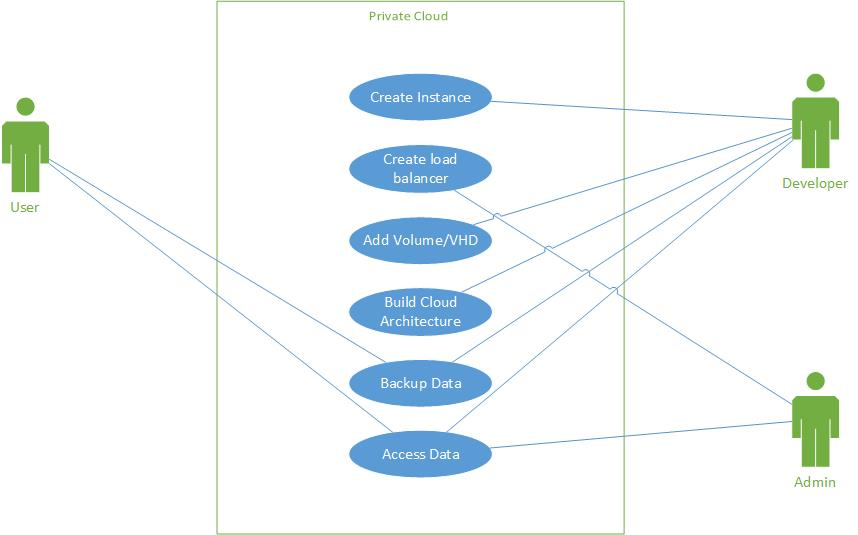 Private Cloud
Create Instance
Create load
balancer
Add Volume/VHD
Build Cloud
Architecture
Backup Data
Access Data
User
Developer
Admin